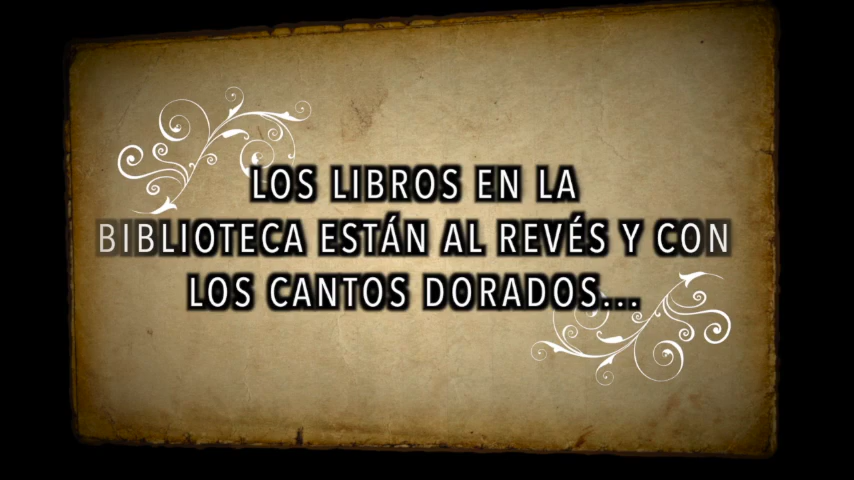 LOS LIBROS EN LA
BIBLIOTECA ESTÁN AL REVÉS Y CON
LOS CANTOS DORADOS...